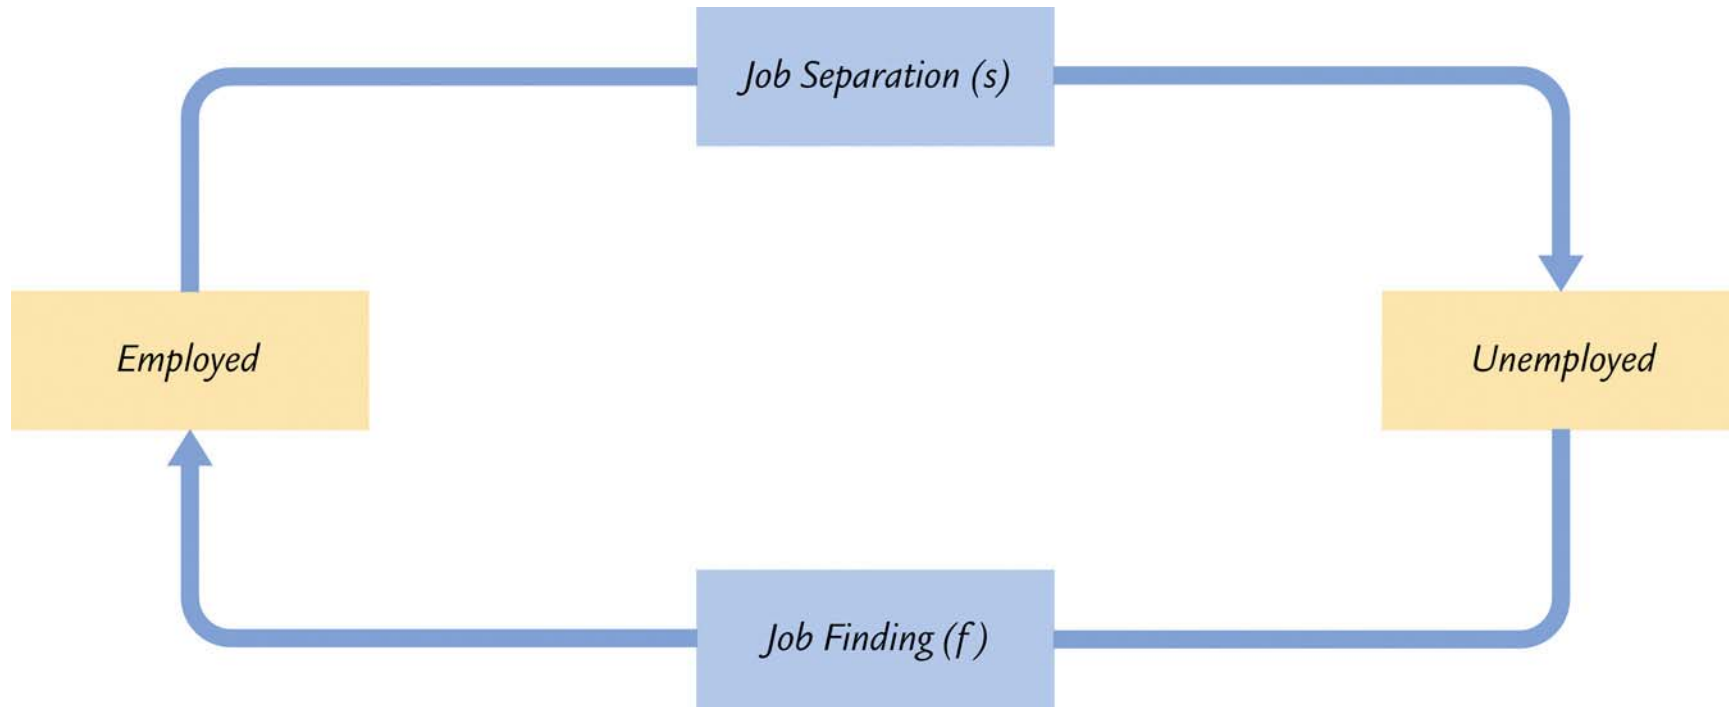 Job Separation (s)
Employed
Unemployed
Job Finding (f)